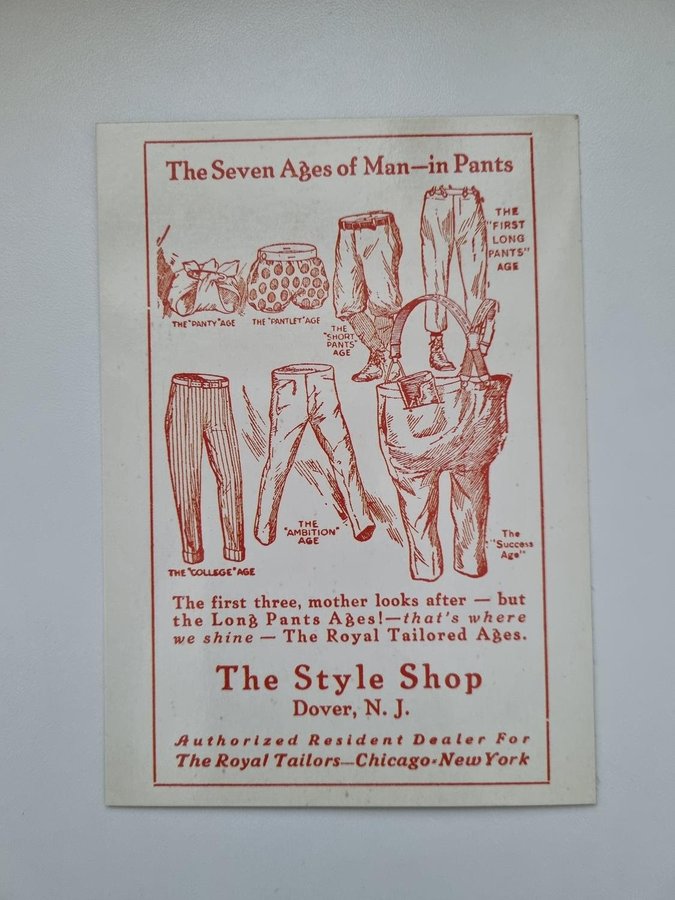 The Seven Ages of Man—in Pants
THE
"FIRST
LONG
PANTS"
AGE
THE "PANTY" AGE
THE "PANTLET" AGE
THE
"SHORT
PANTS"
AGE
THE "COLLEGE" AGE
THE
"AMBITION"
AGE
The
"Success
Age"
The first three, mother looks after — but
the Long Pants Ages!—that's where
we shine — The Royal Tailored Ages.
The Style Shop
Dover, N. J.
Authorized Resident Dealer For
The Royal Tailors—Chicago-New York